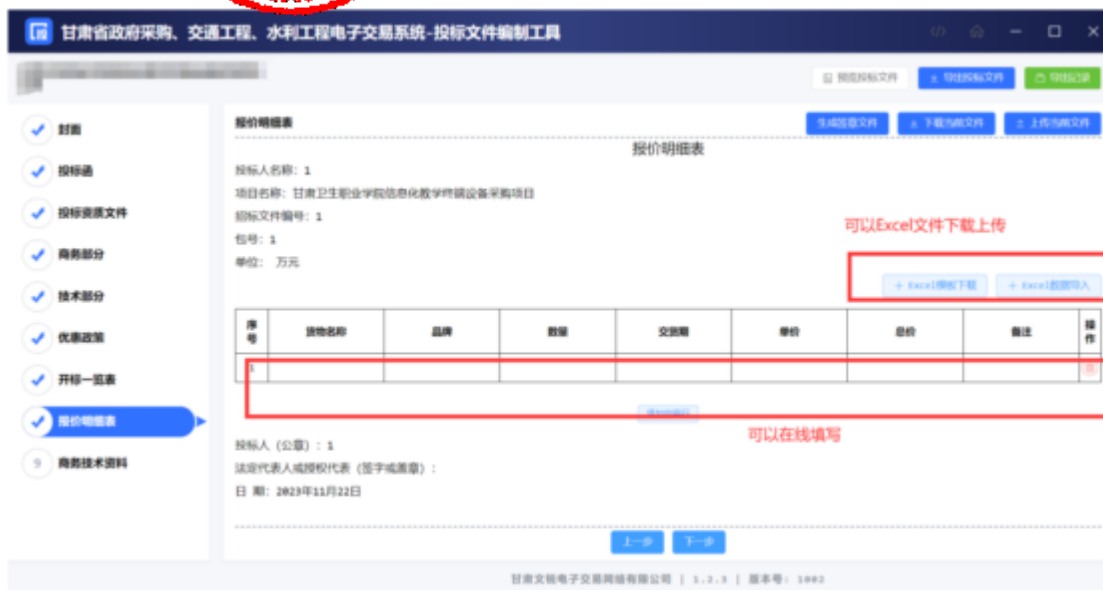 甘肃省政府采购、交通工程、水利工程电子交易系统-投标文件编制工具
预览投标文件 导出投标文件 导出记录
封面
投标函
投标资质文件
商务部分
技术部分
优惠政策
开标一览表
报价明细表
9 商务技术资料
报价明细表 生成签章文件 下载当前文件 上传当前文件
报价明细表
投标人名称: 1
项目名称: 甘肃卫生职业学院信息化教学终端设备采购项目
招标文件编号: 1
包号: 1
单位: 万元
可以Excel文件下载上传
+ Excel模板下载 + Excel数据导入
序号 货物名称 品牌 数量 交货期 单价 总价 备注 操作
1
可以在线填写
投标人 (公章) : 1
法定代表人或授权代表 (签字或盖章) :
日 期: 2023年11月22日
上一步 下一步
甘肃文锐电子交易网络有限公司 | 1.2.3 | 版本号: 1002